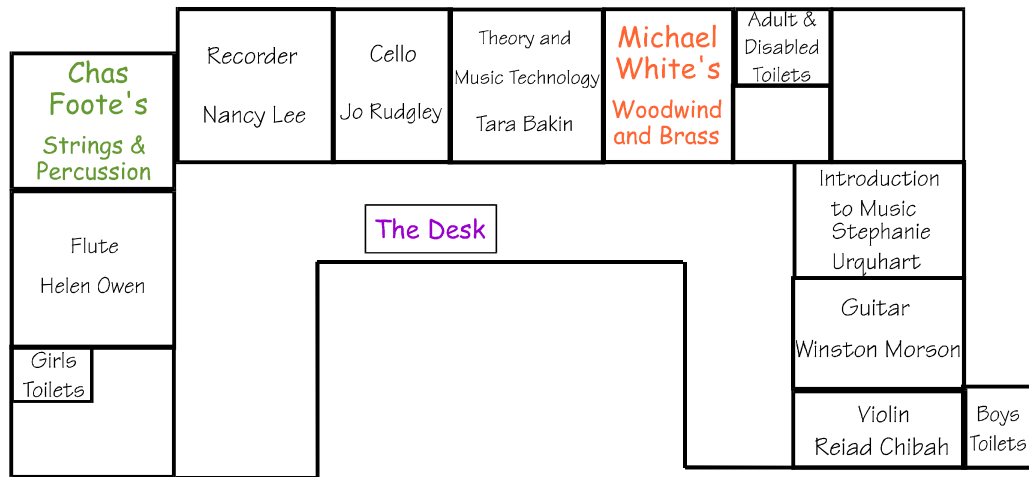 Chas
Foote's
Strings &
Percussion
Recorder
Nancy Lee
Cello
Jo Rudgley
Theory and
Music Technology
Tara Bakin
Michael
White's
Woodwind
and Brass
Adult &
Disabled
Toilets
The Desk
Introduction
to Music
Stephanie
Urquhart
Flute
Helen Owen
Guitar
Winston Morson
Girls
Toilets
Violin
Reiad Chibah
Boys
Toilets